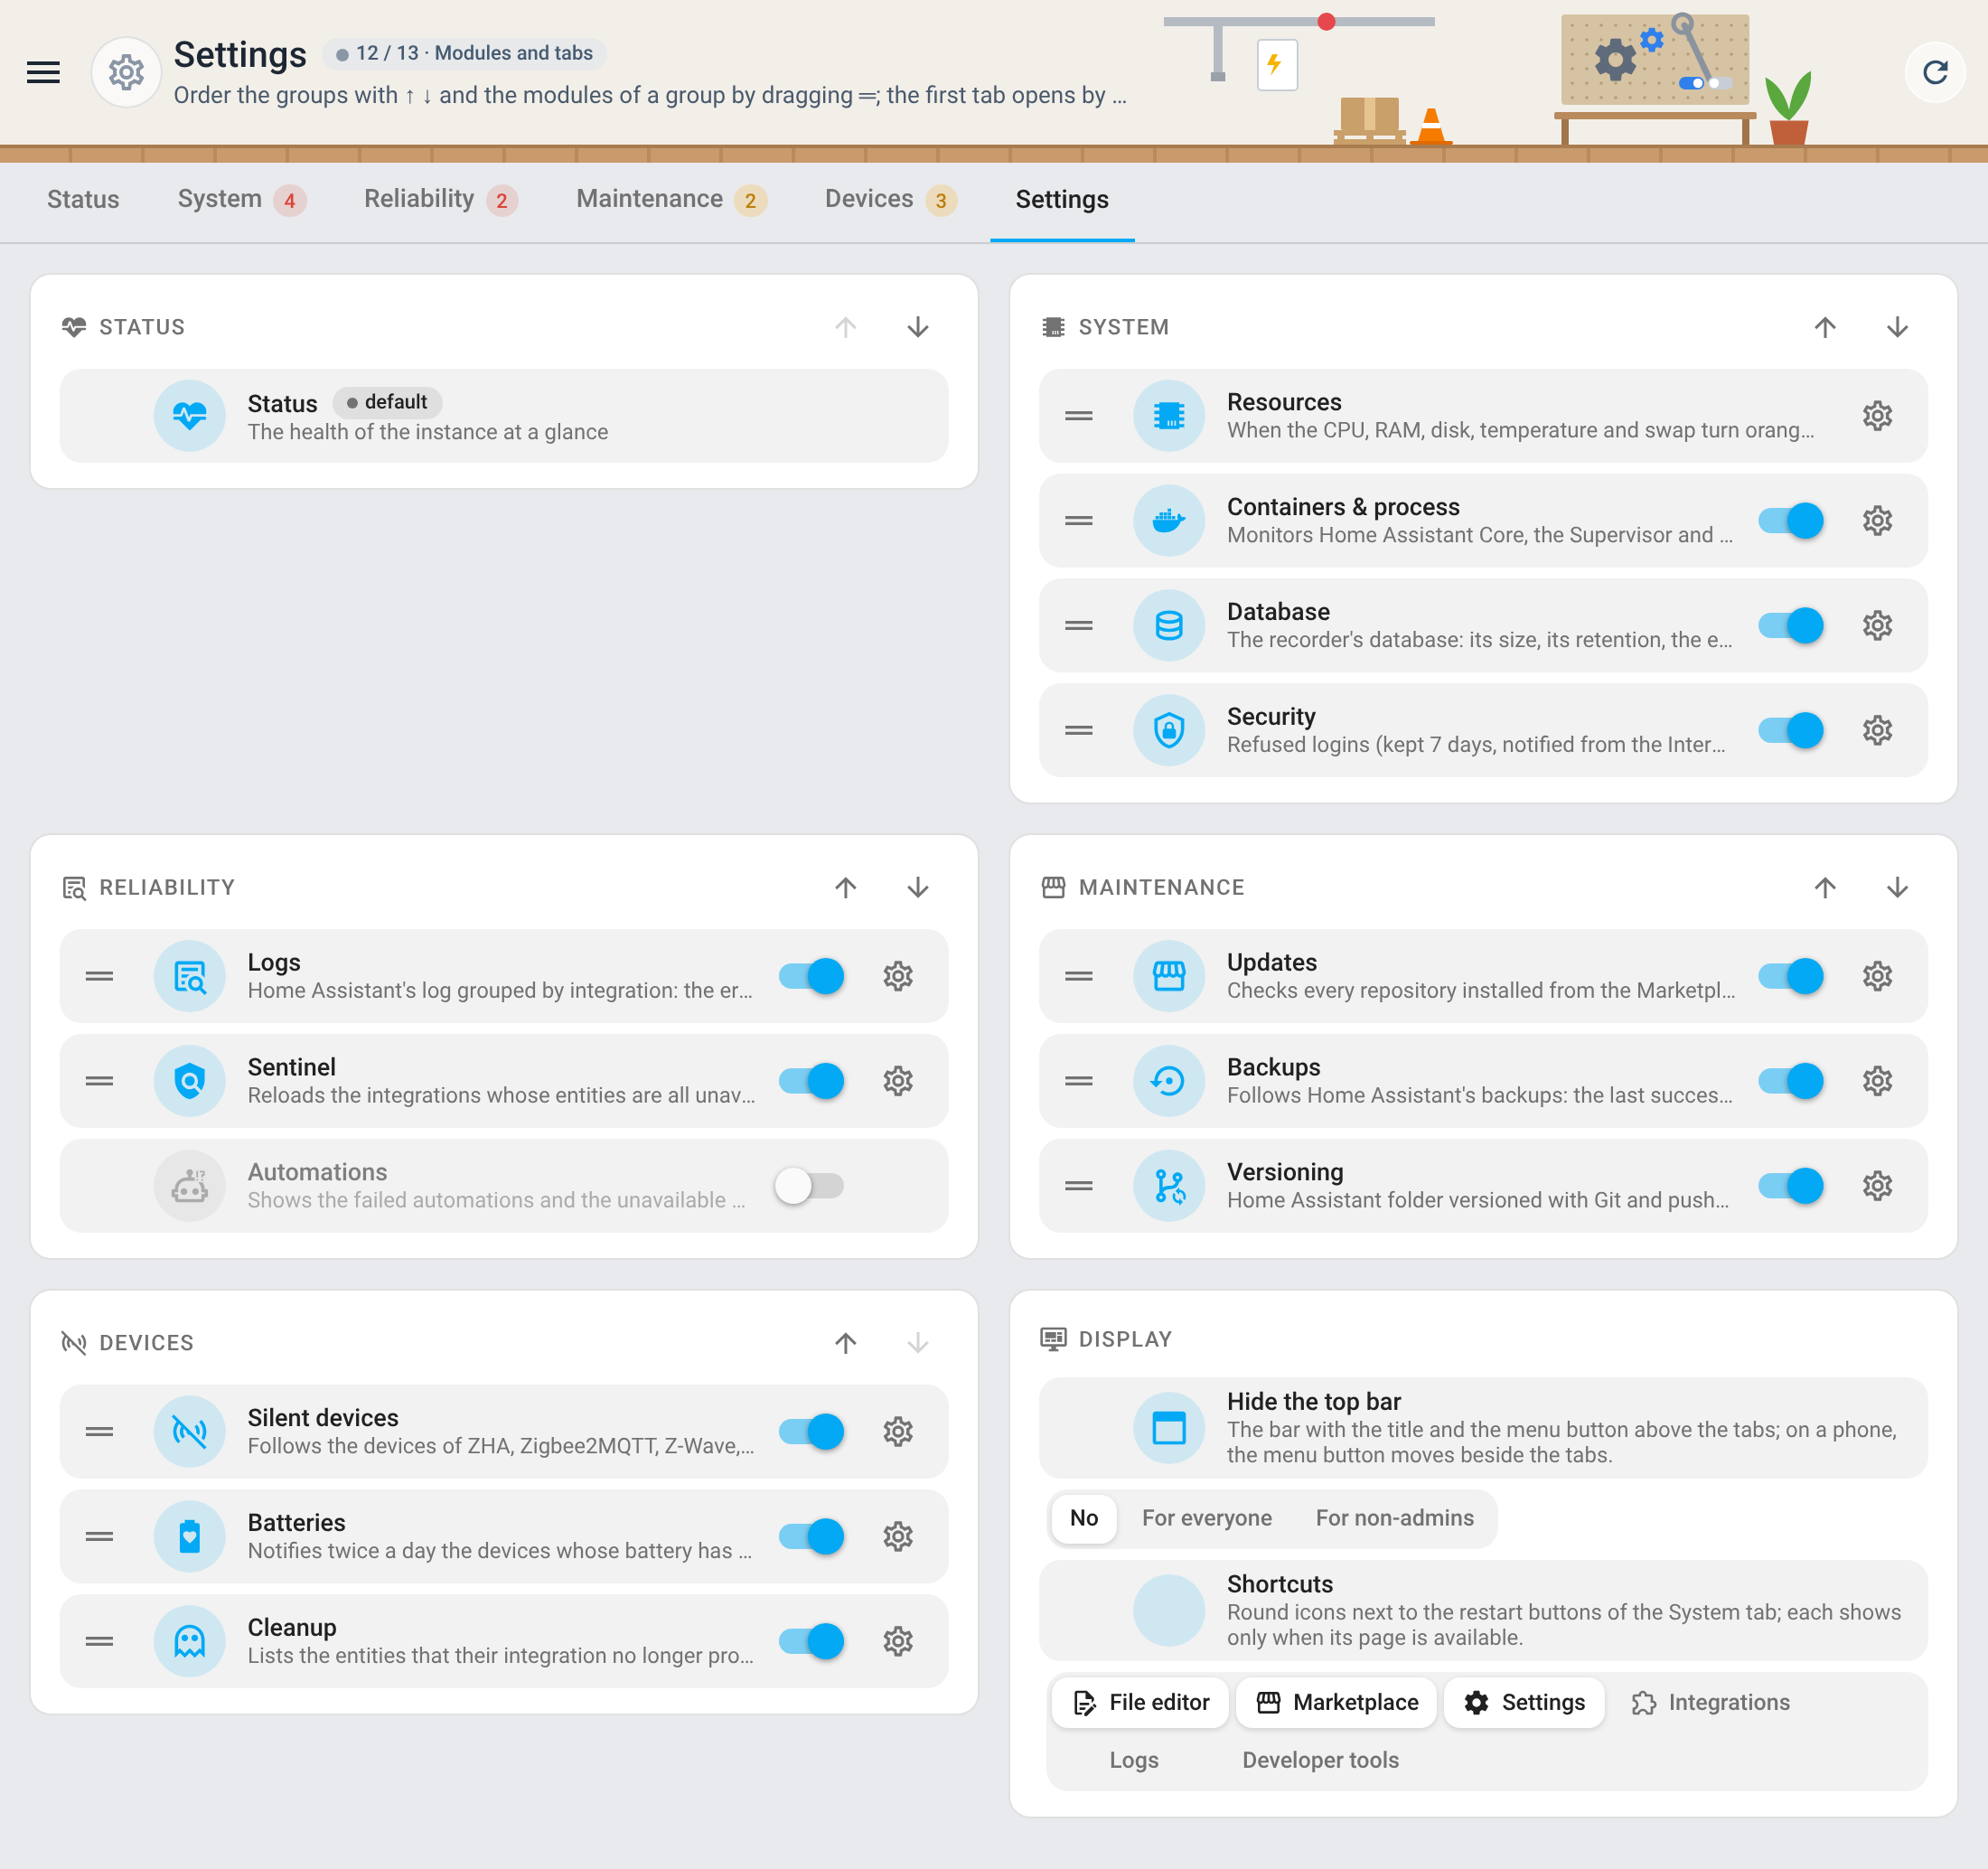 Settings
12 / 13 · Modules and tabs
Order the groups with ↑ ↓ and the modules of a group by dragging =; the first tab opens by ...
Status
System 4
Reliability 2
Maintenance 2
Devices 3
Settings
STATUS
Status
default
The health of the instance at a glance
SYSTEM
Resources
When the CPU, RAM, disk, temperature and swap turn orang...
Containers & process
Monitors Home Assistant Core, the Supervisor and ...
Database
The recorder's database: its size, its retention, the e...
Security
Refused logins (kept 7 days, notified from the Inter...
RELIABILITY
Logs
Home Assistant's log grouped by integration: the er...
Sentinel
Reloads the integrations whose entities are all unav...
Automations
Shows the failed automations and the unavailable ...
MAINTENANCE
Updates
Checks every repository installed from the Marketpl...
Backups
Follows Home Assistant's backups: the last succes...
Versioning
Home Assistant folder versioned with Git and push...
DEVICES
Silent devices
Follows the devices of ZHA, Zigbee2MQTT, Z-Wave,...
Batteries
Notifies twice a day the devices whose battery has ...
Cleanup
Lists the entities that their integration no longer pro...
DISPLAY
Hide the top bar
The bar with the title and the menu button above the tabs; on a phone,
the menu button moves beside the tabs.
No
For everyone
For non-admins
Shortcuts
Round icons next to the restart buttons of the System tab; each shows
only when its page is available.
File editor
Marketplace
Settings
Integrations
Logs
Developer tools